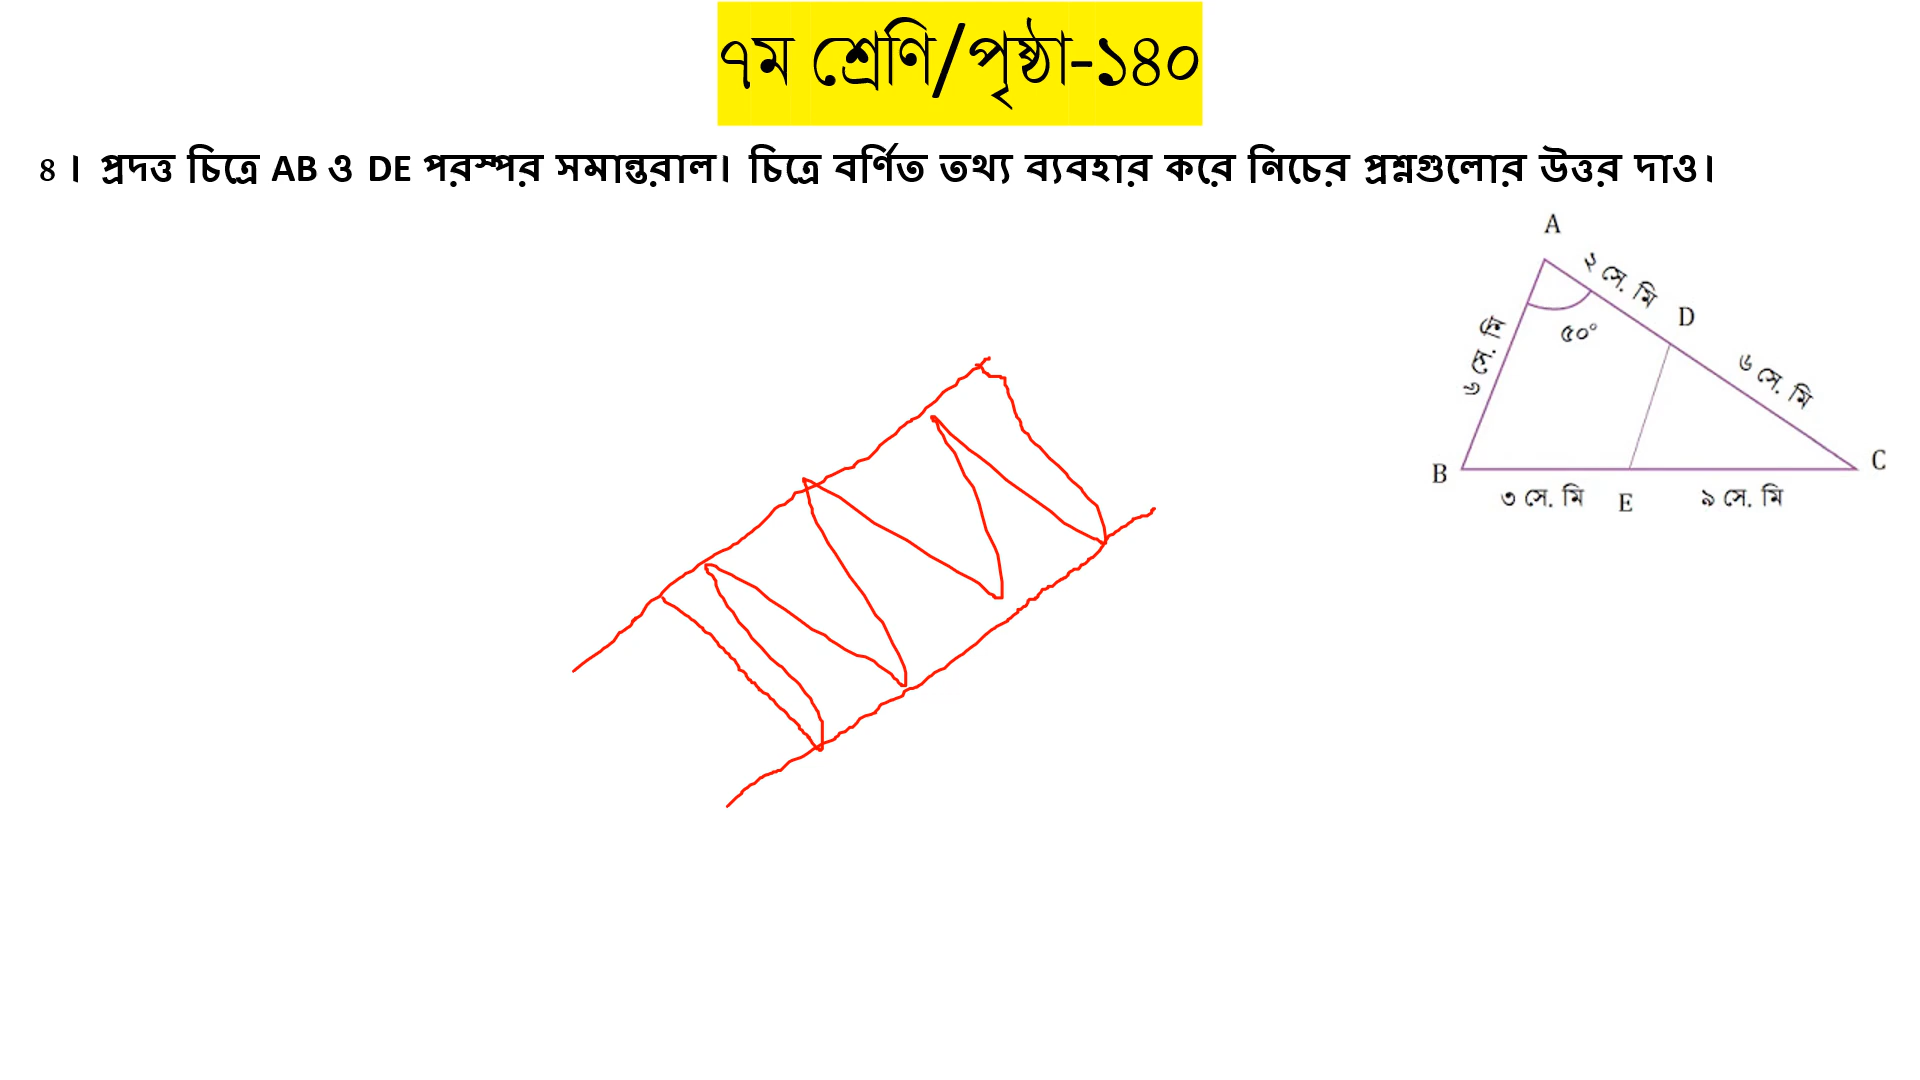 ৭ম শ্রেণি/পৃষ্ঠা-১৪০
৪। প্রদত্ত চিত্রে AB ও DE পরস্পর সমান্তরাল। চিত্রে বর্ণিত তথ্য ব্যবহার করে নিচের প্রশ্নগুলোর উত্তর দাও।
A
২ সে. মি
D
৫০°
৬ সে. মি
৬ সে. মি
B
C
৩ সে. মি
E
৯ সে. মি